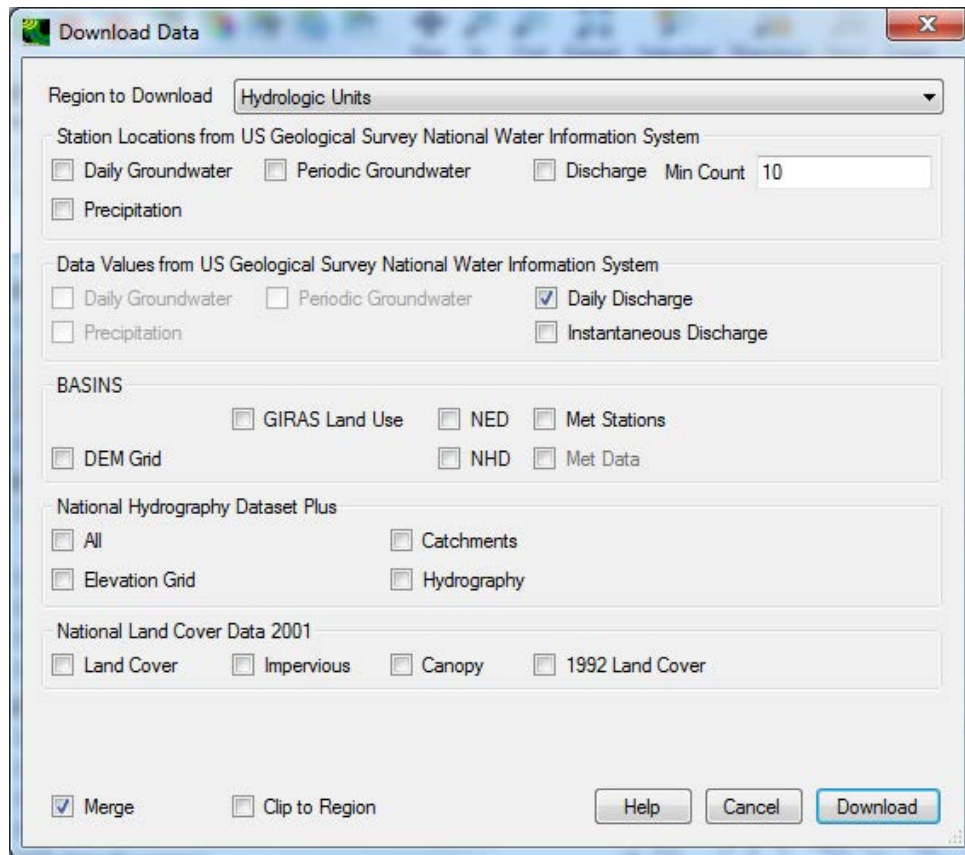 Download Data
Region to Download Hydrologic Units
Station Locations from US Geological Survey National Water Information System
Daily Groundwater Periodic Groundwater Discharge Min Count 10
Precipitation
Data Values from US Geological Survey National Water Information System
Daily Groundwater Periodic Groundwater Daily Discharge
Precipitation Instantaneous Discharge
BASINS
GIRAS Land Use NED Met Stations
DEM Grid NHD Met Data
National Hydrography Dataset Plus
All Catchments
Elevation Grid Hydrography
National Land Cover Data 2001
Land Cover Impervious Canopy 1992 Land Cover
Merge Clip to Region Help Cancel Download